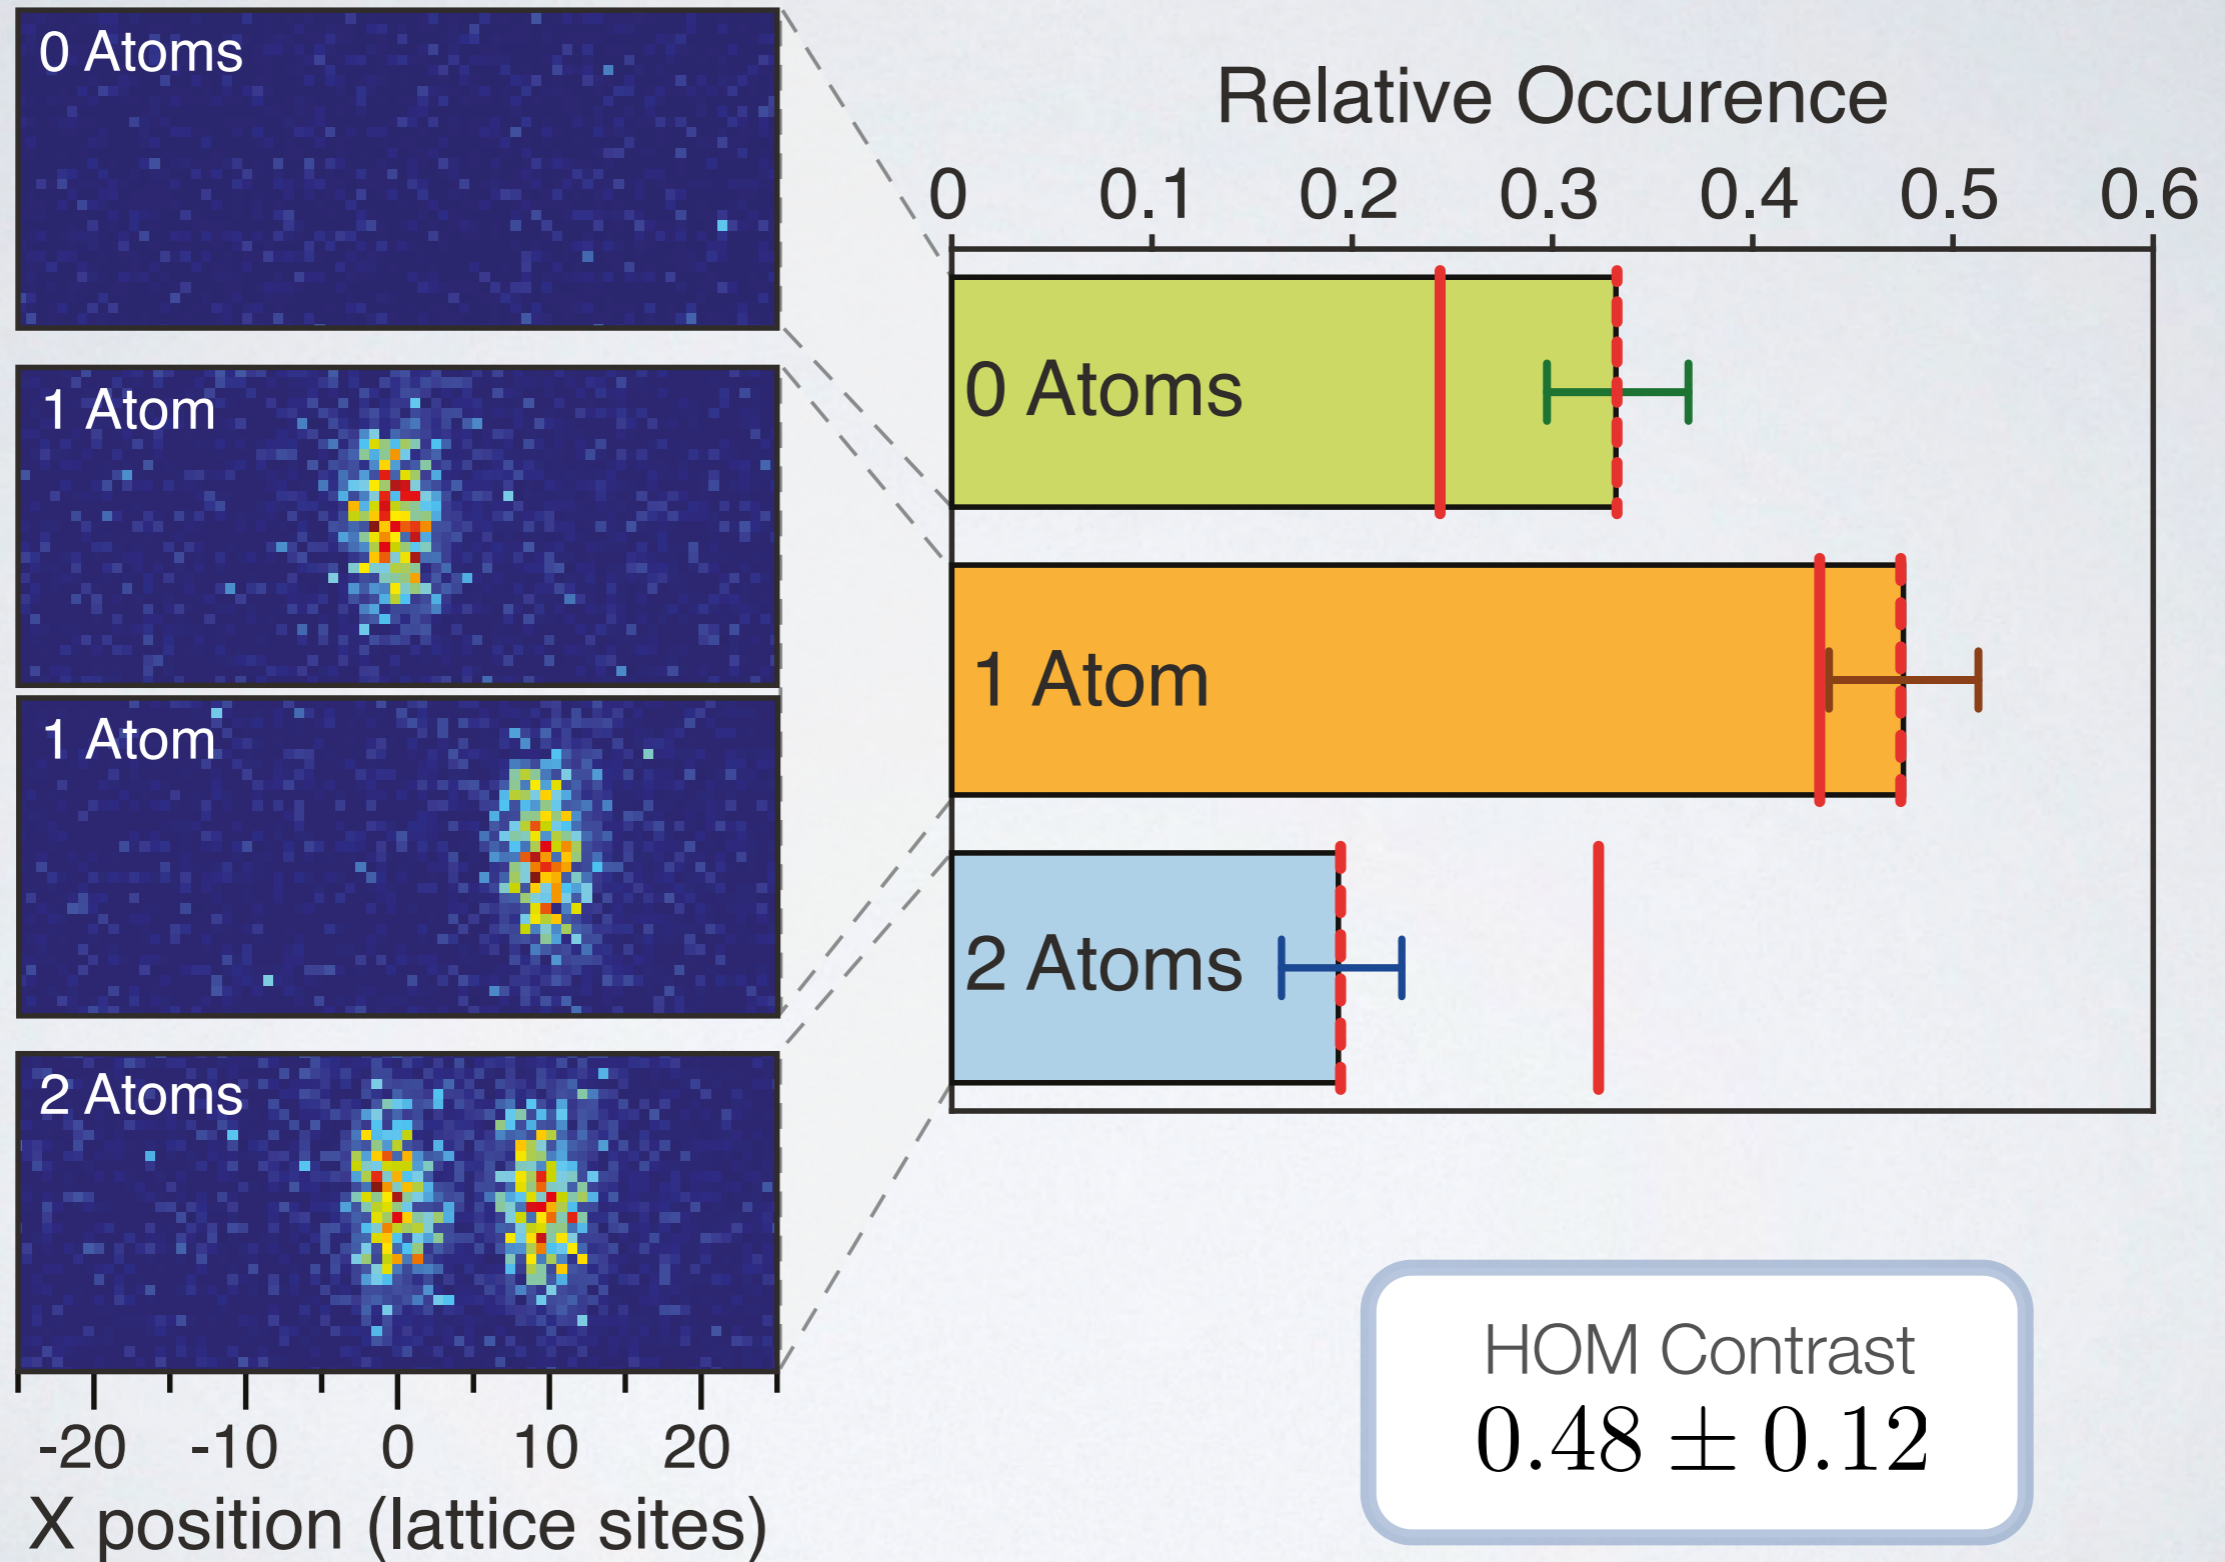 0 Atoms
1 Atom
1 Atom
2 Atoms
-20 -10 0 10 20
X position (lattice sites)
Relative Occurence
0 0.1 0.2 0.3 0.4 0.5 0.6
0 Atoms
1 Atom
2 Atoms
HOM Contrast
0.48 ± 0.12